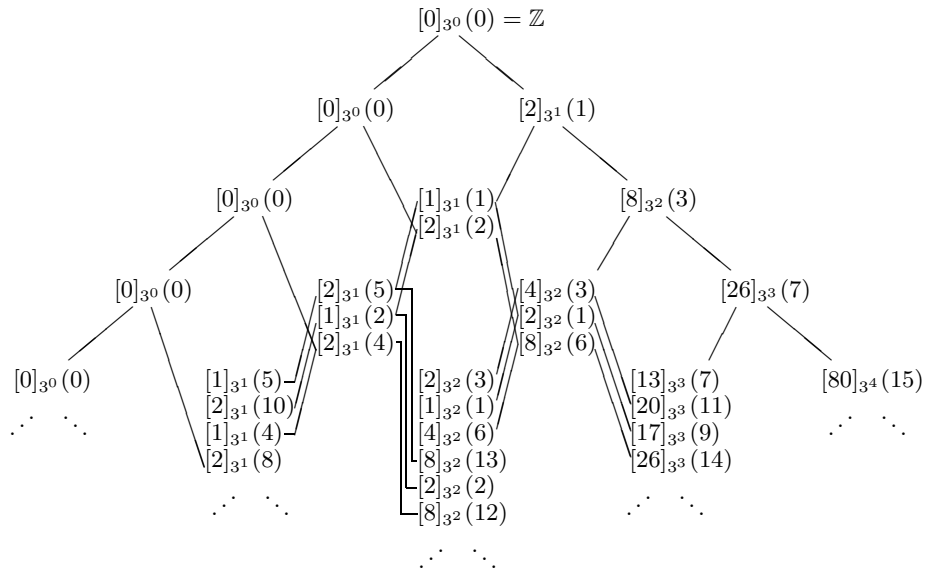 [0]_{3^0}(0) = ℤ
[0]_{3^0}(0) [2]_{3^1}(1)
[0]_{3^0}(0) [1]_{3^1}(1) [8]_{3^2}(3)
[2]_{3^1}(2)
[0]_{3^0}(0) [2]_{3^1}(5) [4]_{3^2}(3) [26]_{3^3}(7)
[1]_{3^1}(2) [2]_{3^2}(1)
[2]_{3^1}(4) [8]_{3^2}(6)
[0]_{3^0}(0) [1]_{3^1}(5) [2]_{3^2}(3) [13]_{3^3}(7) [80]_{3^4}(15)
[2]_{3^1}(10) [1]_{3^2}(1) [20]_{3^3}(11)
[1]_{3^1}(4) [4]_{3^2}(6) [17]_{3^3}(9)
[2]_{3^1}(8) [8]_{3^2}(13) [26]_{3^3}(14)
[2]_{3^2}(2)
[8]_{3^2}(12)